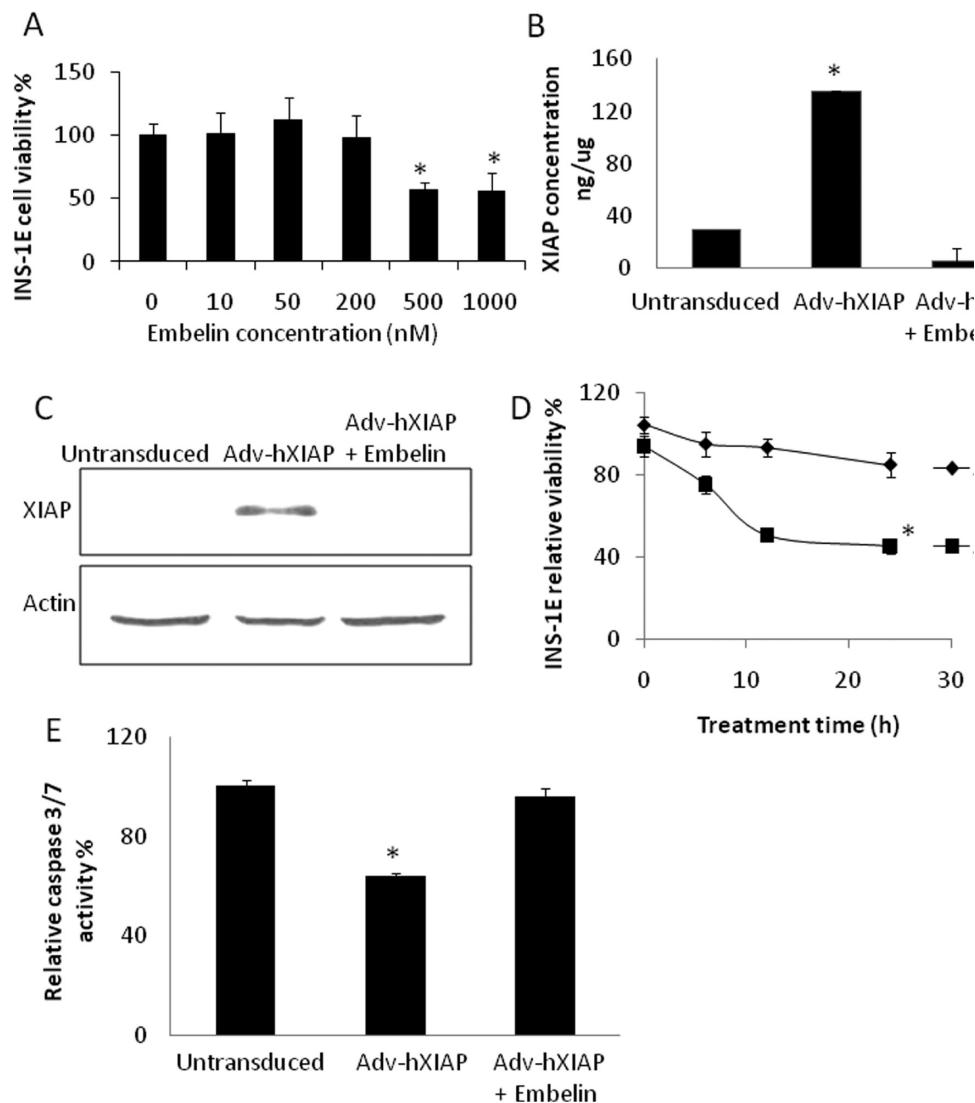 A
INS-1E cell viability %
150
100
50
0
*
*
0 10 50 200 500 1000
Embelin concentration (nM)
B
XIAP concentration
ng/ug
160
120
80
40
0
*
Untransduced Adv-hXIAP
+
C
Untransduced Adv-hXIAP Adv-hXIAP
+ Embelin
XIAP
Actin
D
INS-1E relative viability %
120
80
40
0
*
0 10 20 30
Treatment time (h)
E
Relative caspase 3/7
activity %
120
80
40
0
*
Untransduced Adv-hXIAP Adv-hXIAP
+ Embelin